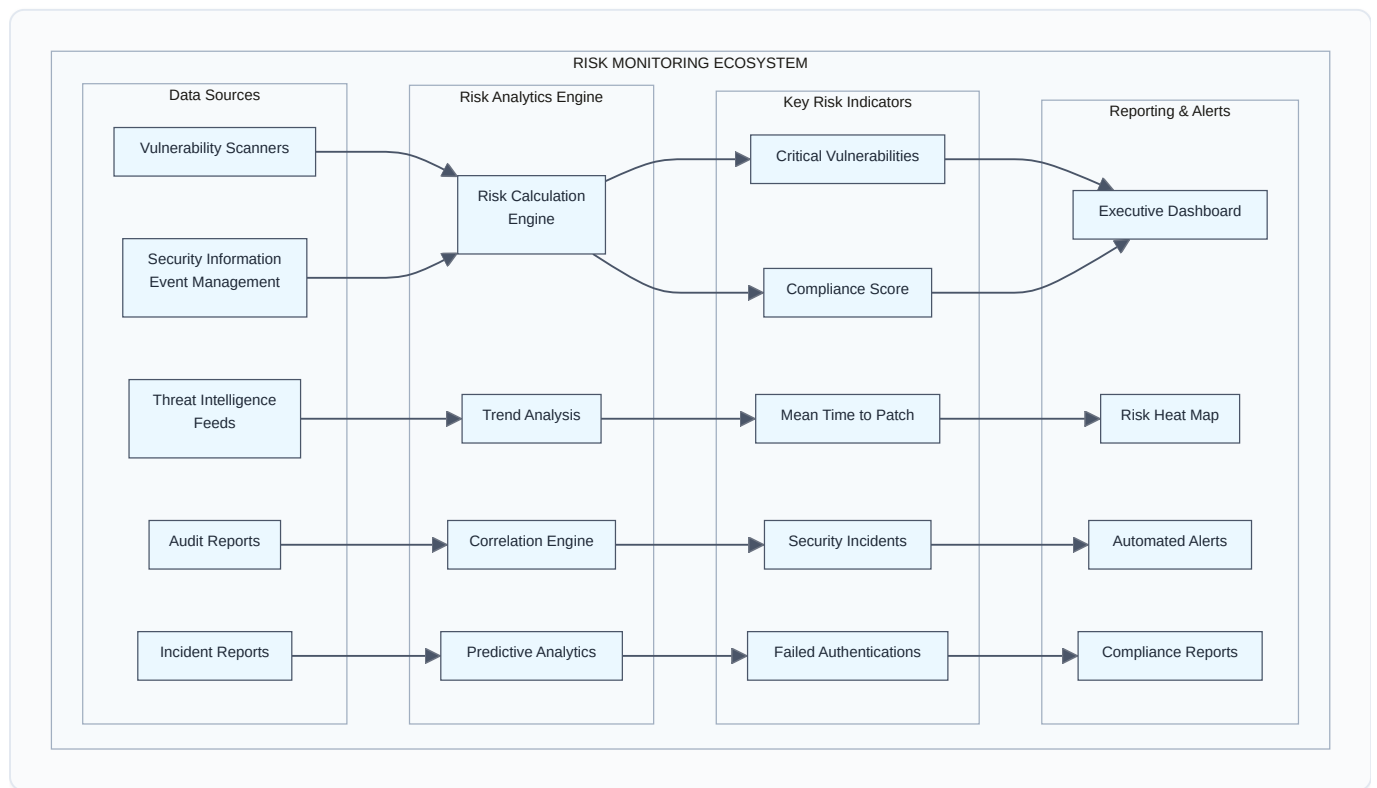 RISK MONITORING ECOSYSTEM
Data Sources
Vulnerability Scanners
Security Information
Event Management
Threat Intelligence
Feeds
Audit Reports
Incident Reports
Risk Analytics Engine
Risk Calculation
Engine
Trend Analysis
Correlation Engine
Predictive Analytics
Key Risk Indicators
Critical Vulnerabilities
Compliance Score
Mean Time to Patch
Security Incidents
Failed Authentications
Reporting & Alerts
Executive Dashboard
Risk Heat Map
Automated Alerts
Compliance Reports